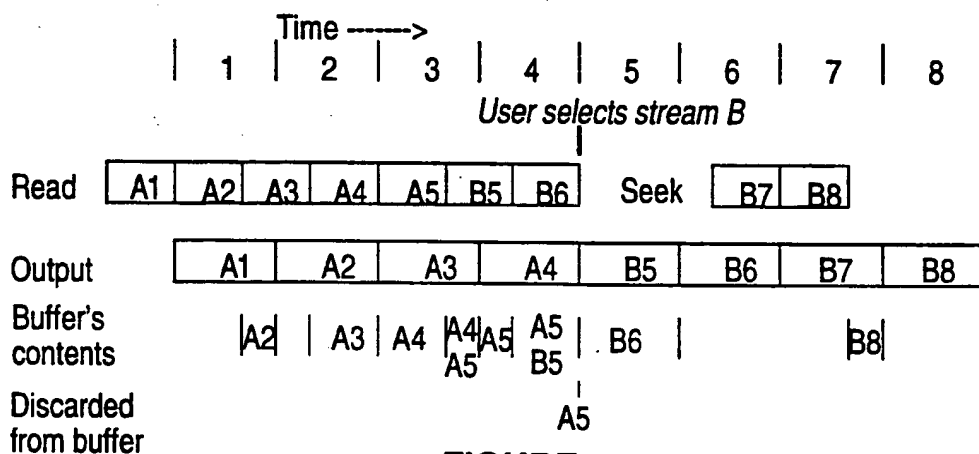 Time ------->
| 1 | 2 | 3 | 4 | 5 | 6 | 7 | 8
User selects stream B
Read A1 A2 A3 A4 A5 B5 B6 Seek B7 B8
Output A1 A2 A3 A4 B5 B6 B7 B8
Buffer's
contents A2 A3 A4 A4 A5 A5 A5 B5 B6 B8
Discarded
from buffer A5